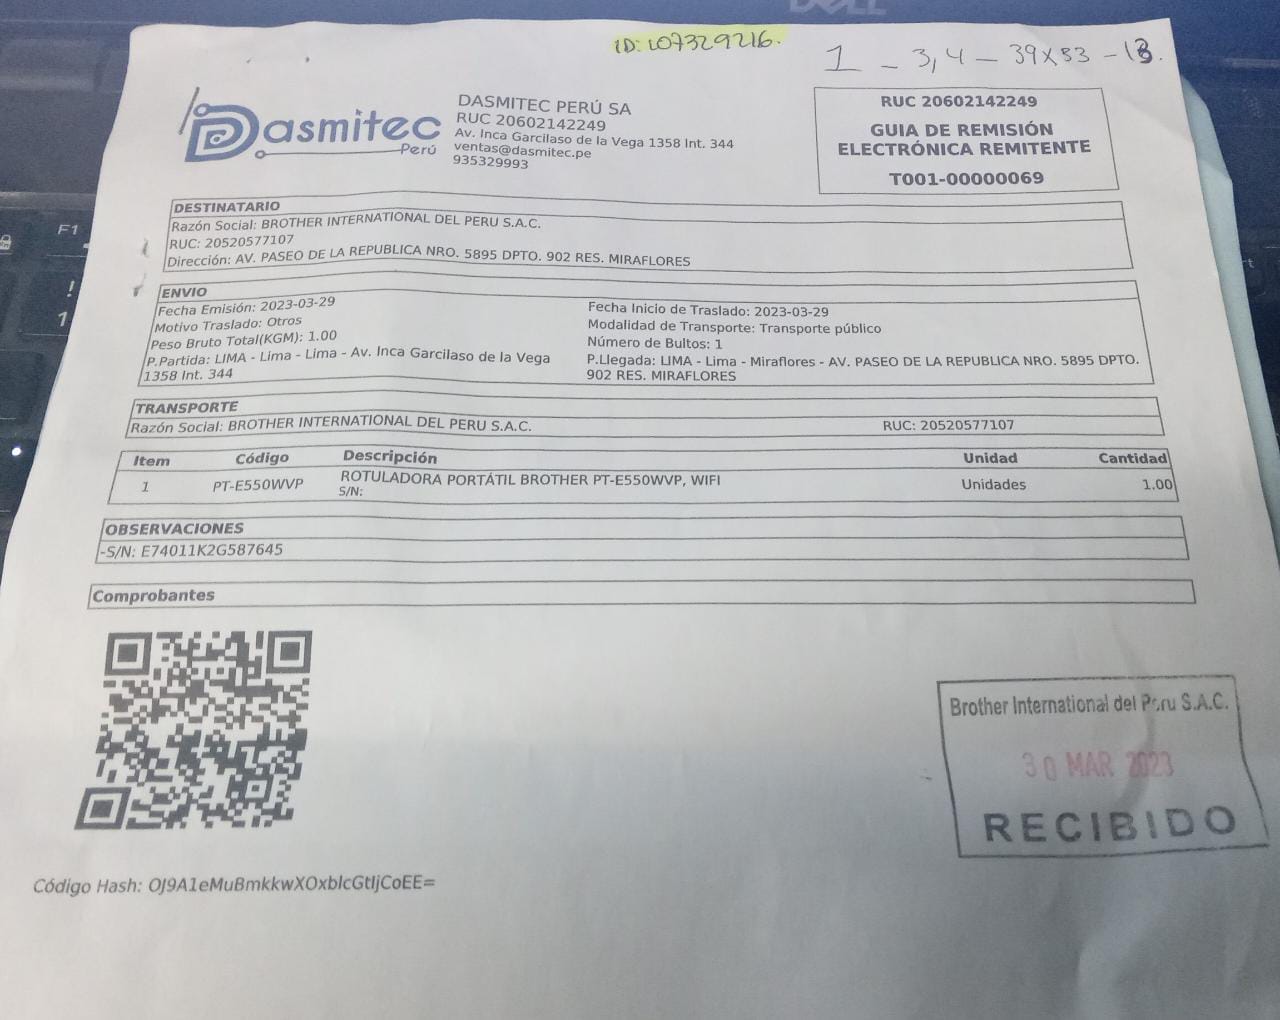 DELL
ID: L07329216.
1 - 3,4 - 39x53 - 13.
Dasmitec
Perú
DASMITEC PERÚ SA
RUC 20602142249
Av. Inca Garcilaso de la Vega 1358 Int. 344
ventas@dasmitec.pe
935329993
RUC 20602142249
GUIA DE REMISIÓN
ELECTRÓNICA REMITENTE
T001-00000069
DESTINATARIO
Razón Social: BROTHER INTERNATIONAL DEL PERU S.A.C.
RUC: 20520577107
Dirección: AV. PASEO DE LA REPUBLICA NRO. 5895 DPTO. 902 RES. MIRAFLORES
ENVIO
Fecha Emisión: 2023-03-29
Motivo Traslado: Otros
Peso Bruto Total(KGM): 1.00
P.Partida: LIMA - Lima - Lima - Av. Inca Garcilaso de la Vega
1358 Int. 344
Fecha Inicio de Traslado: 2023-03-29
Modalidad de Transporte: Transporte público
Número de Bultos: 1
P.Llegada: LIMA - Lima - Miraflores - AV. PASEO DE LA REPUBLICA NRO. 5895 DPTO.
902 RES. MIRAFLORES
TRANSPORTE
Razón Social: BROTHER INTERNATIONAL DEL PERU S.A.C. RUC: 20520577107
Item Código Descripción Unidad Cantidad
1 PT-E550WVP ROTULADORA PORTÁTIL BROTHER PT-E550WVP, WIFI Unidades 1.00
S/N:
OBSERVACIONES
-S/N: E74011K2G587645
Comprobantes
Brother International del Peru S.A.C.
30 MAR 2023
RECIBIDO
Código Hash: OJ9A1eMuBmkkwXOxblcGtIjCoEE=
F1
!
1